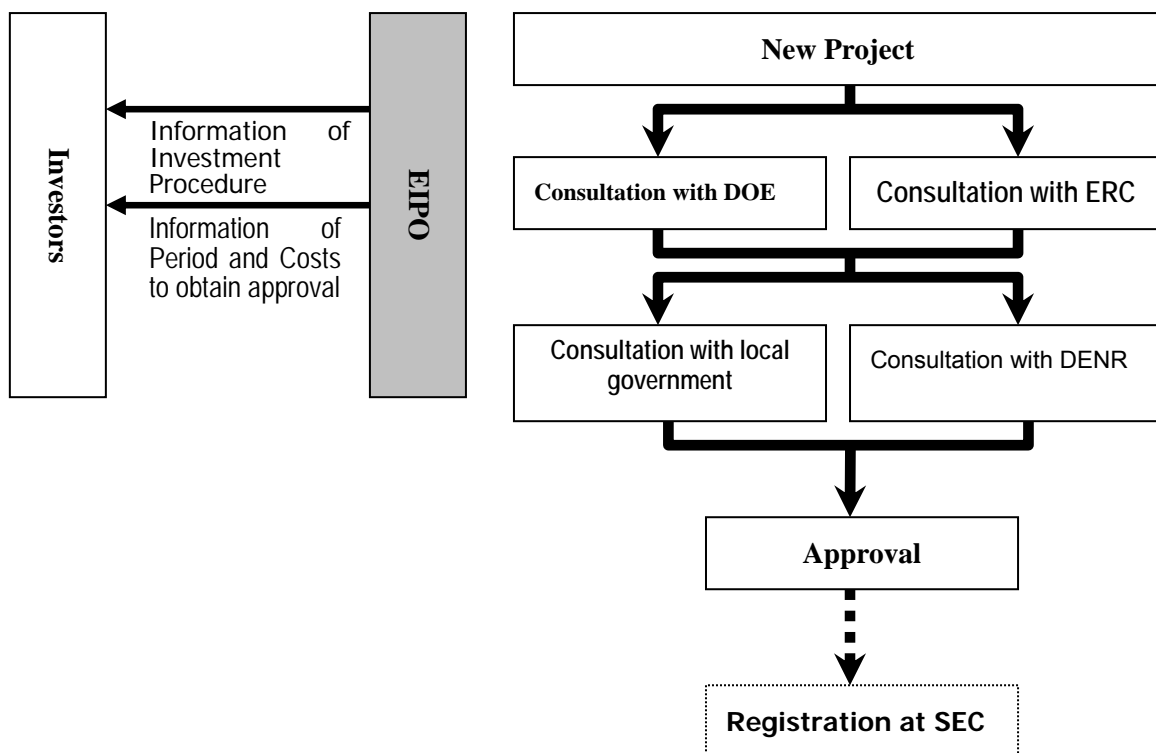 Investors
Information of
Investment
Procedure
Information of
Period and Costs
to obtain approval
EIPO
New Project
Consultation with DOE
Consultation with ERC
Consultation with local
government
Consultation with DENR
Approval
Registration at SEC